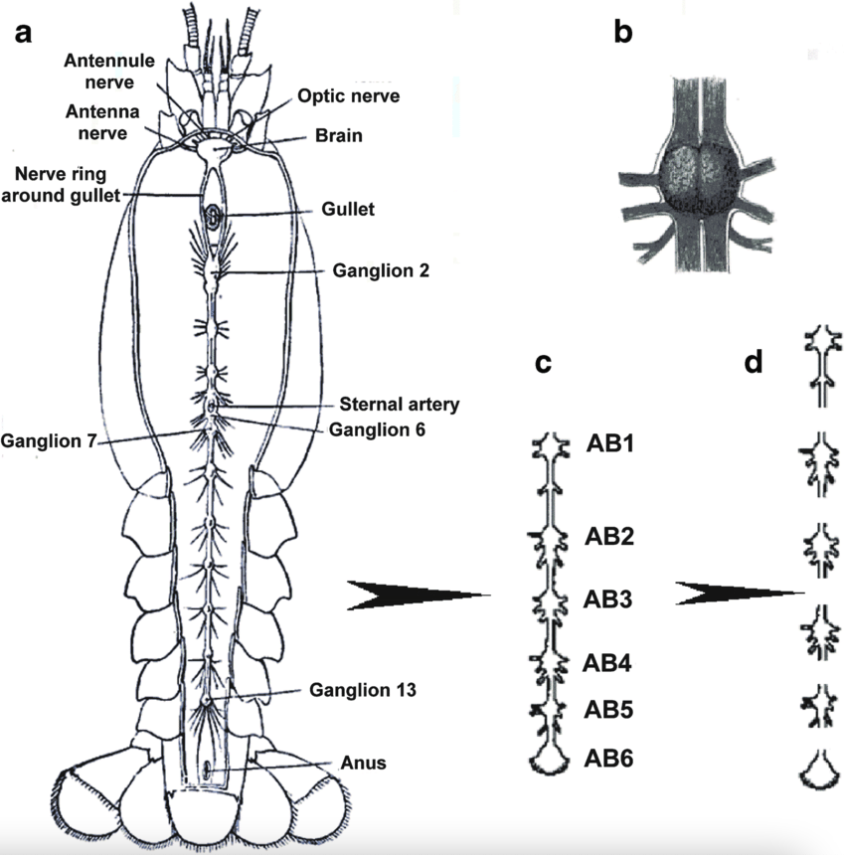 a
Antennule
nerve
Antenna
nerve
Optic nerve
Brain
Nerve ring
around gullet
Gullet
Ganglion 2
Sternal artery
Ganglion 6
Ganglion 7
Ganglion 13
Anus
b
c
AB1
AB2
AB3
AB4
AB5
AB6
d